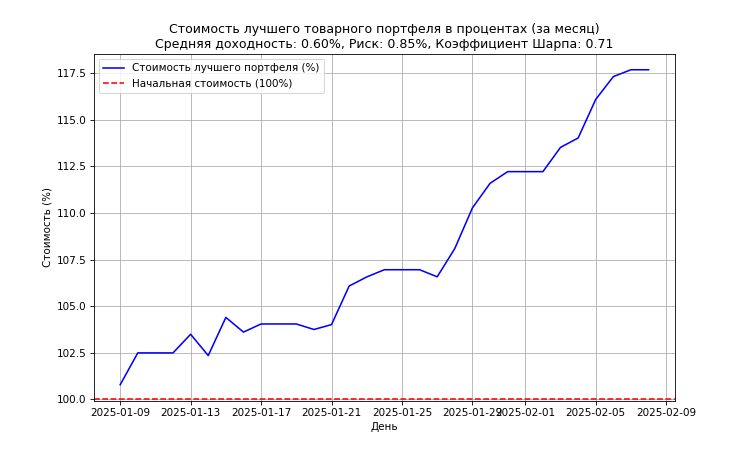 Стоимость лучшего товарного портфеля в процентах (за месяц)
Средняя доходность: 0.60%, Риск: 0.85%, Коэффициент Шарпа: 0.71
Стоимость лучшего портфеля (%)
Начальная стоимость (100%)
Стоимость (%)
117.5
115.0
112.5
110.0
107.5
105.0
102.5
100.0
2025-01-09 2025-01-13 2025-01-17 2025-01-21 2025-01-25 2025-01-29 2025-02-01 2025-02-05 2025-02-09
День